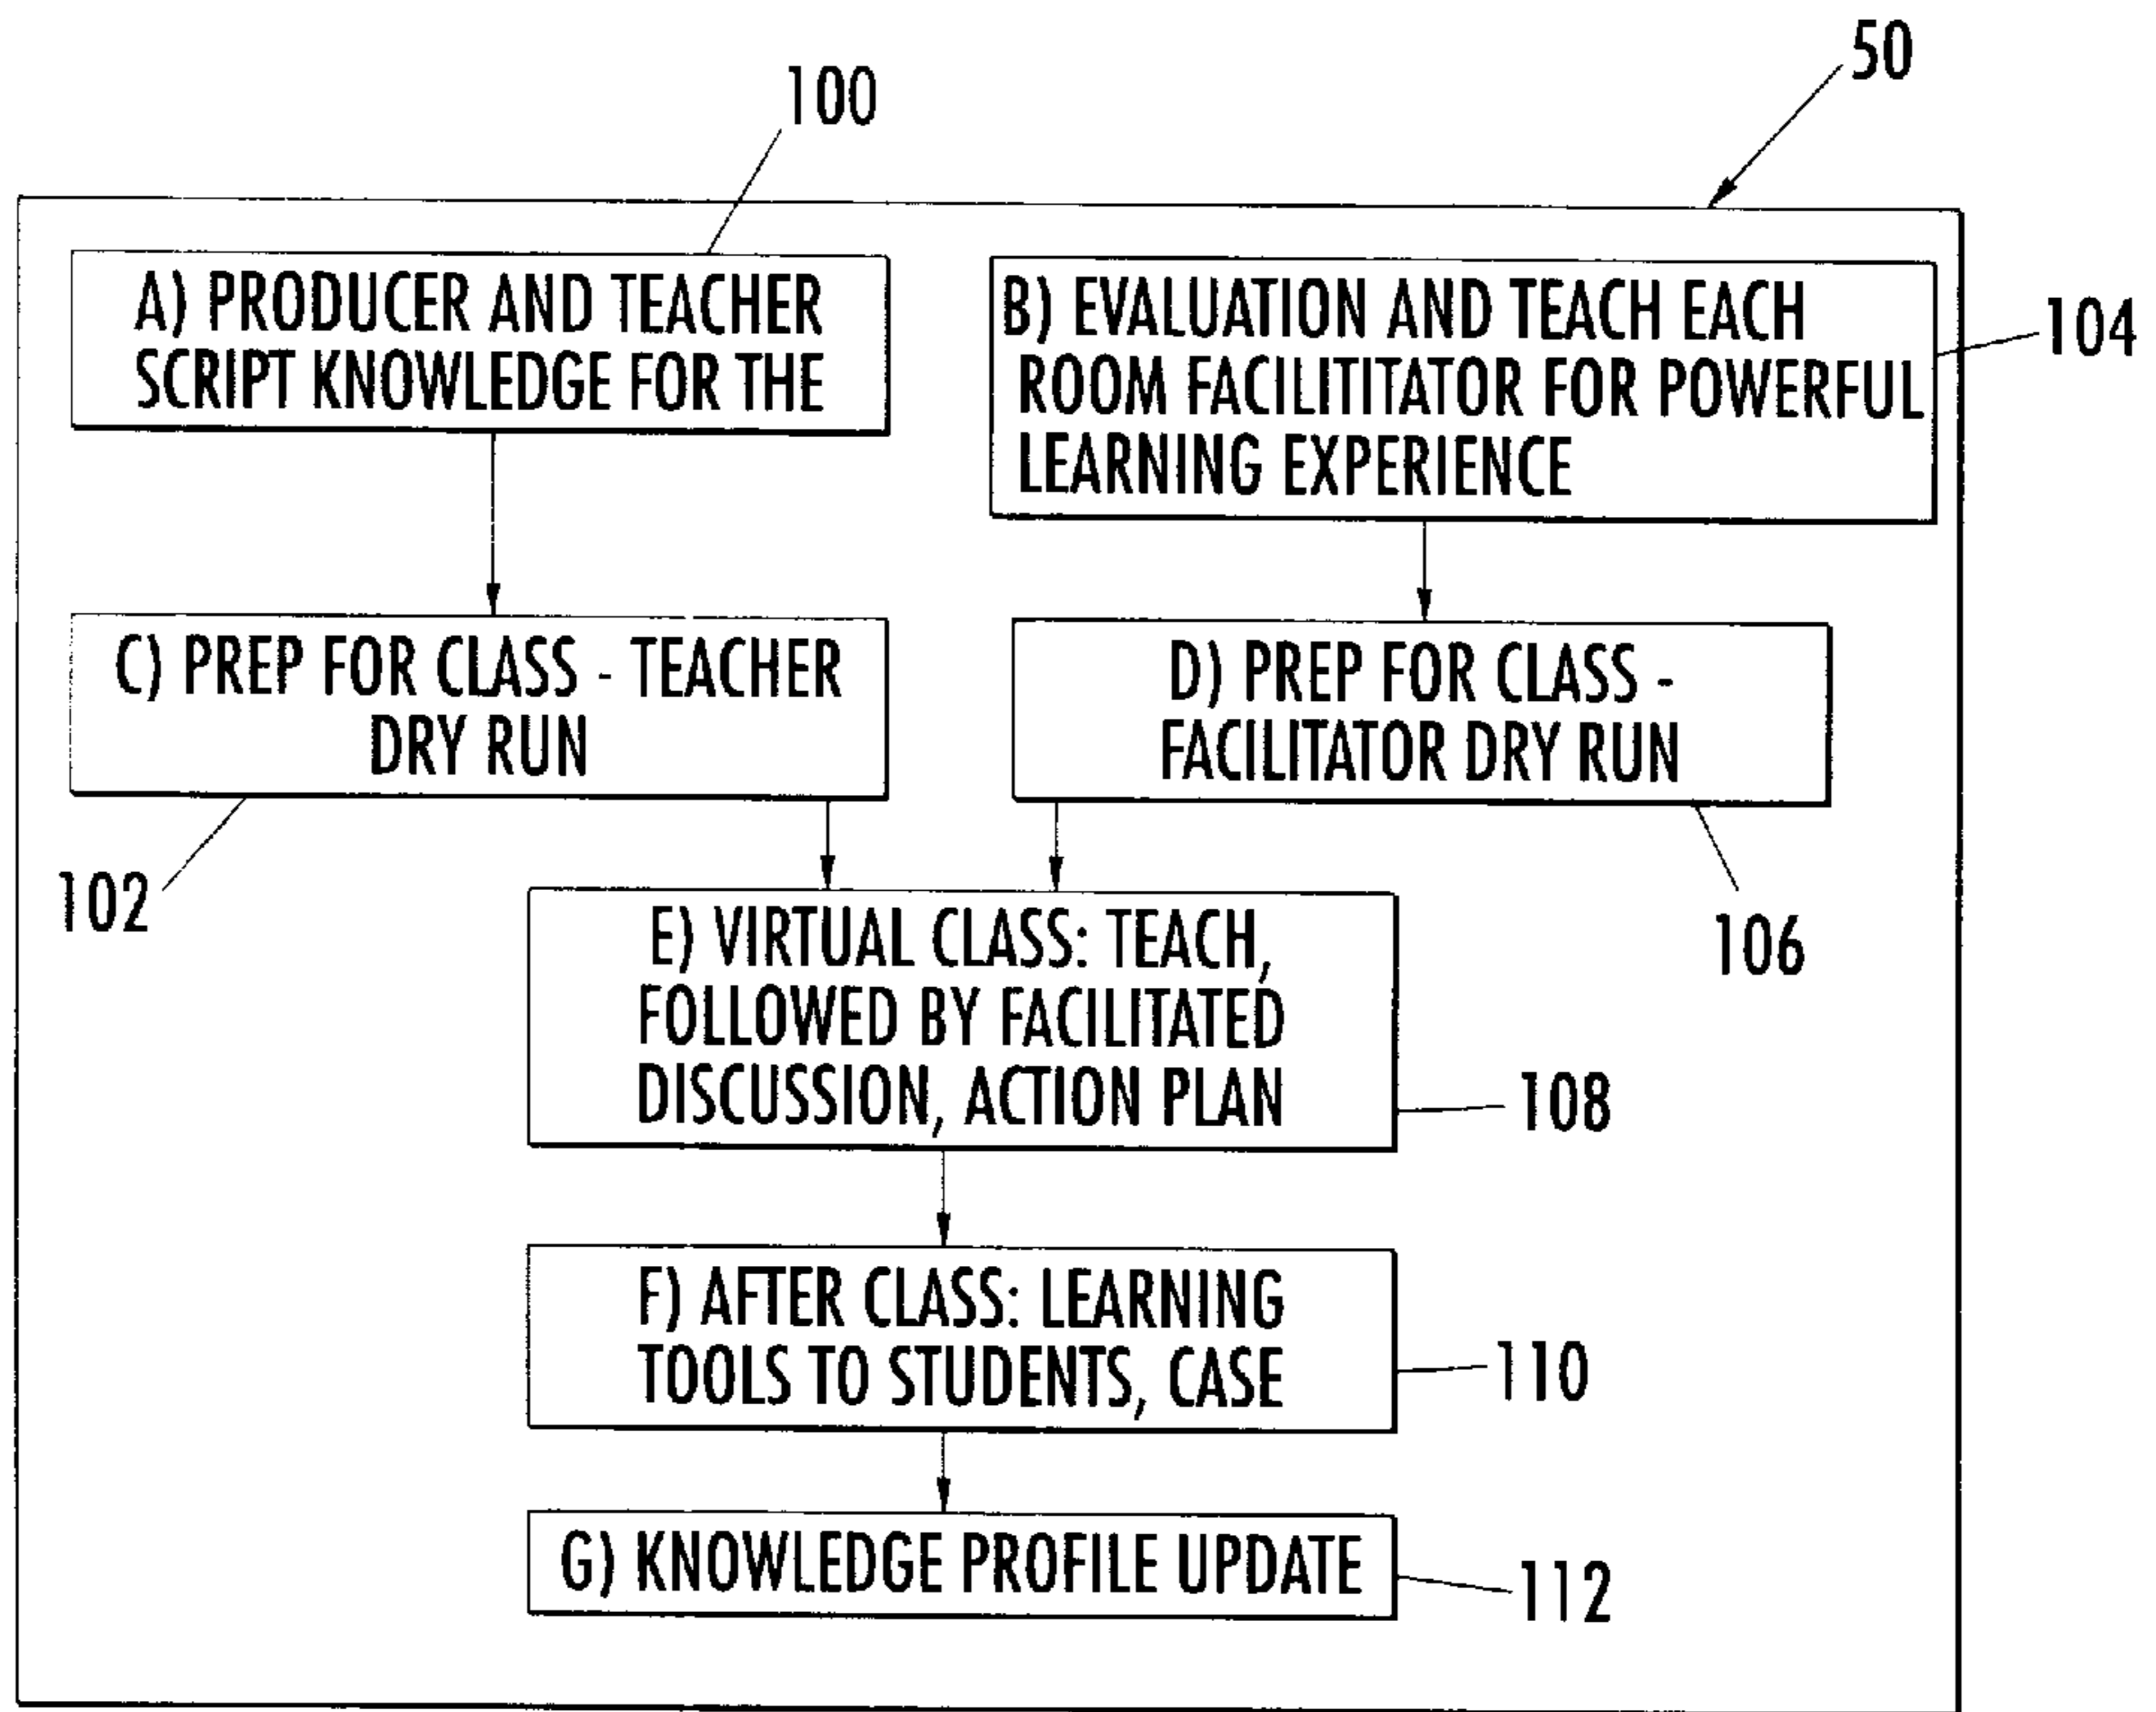 50
100
A) PRODUCER AND TEACHER
SCRIPT KNOWLEDGE FOR THE
B) EVALUATION AND TEACH EACH
ROOM FACILITITATOR FOR POWERFUL
LEARNING EXPERIENCE
104
C) PREP FOR CLASS - TEACHER
DRY RUN
D) PREP FOR CLASS -
FACILITATOR DRY RUN
102
106
E) VIRTUAL CLASS: TEACH,
FOLLOWED BY FACILITATED
DISCUSSION, ACTION PLAN
108
F) AFTER CLASS: LEARNING
TOOLS TO STUDENTS, CASE
110
G) KNOWLEDGE PROFILE UPDATE
112